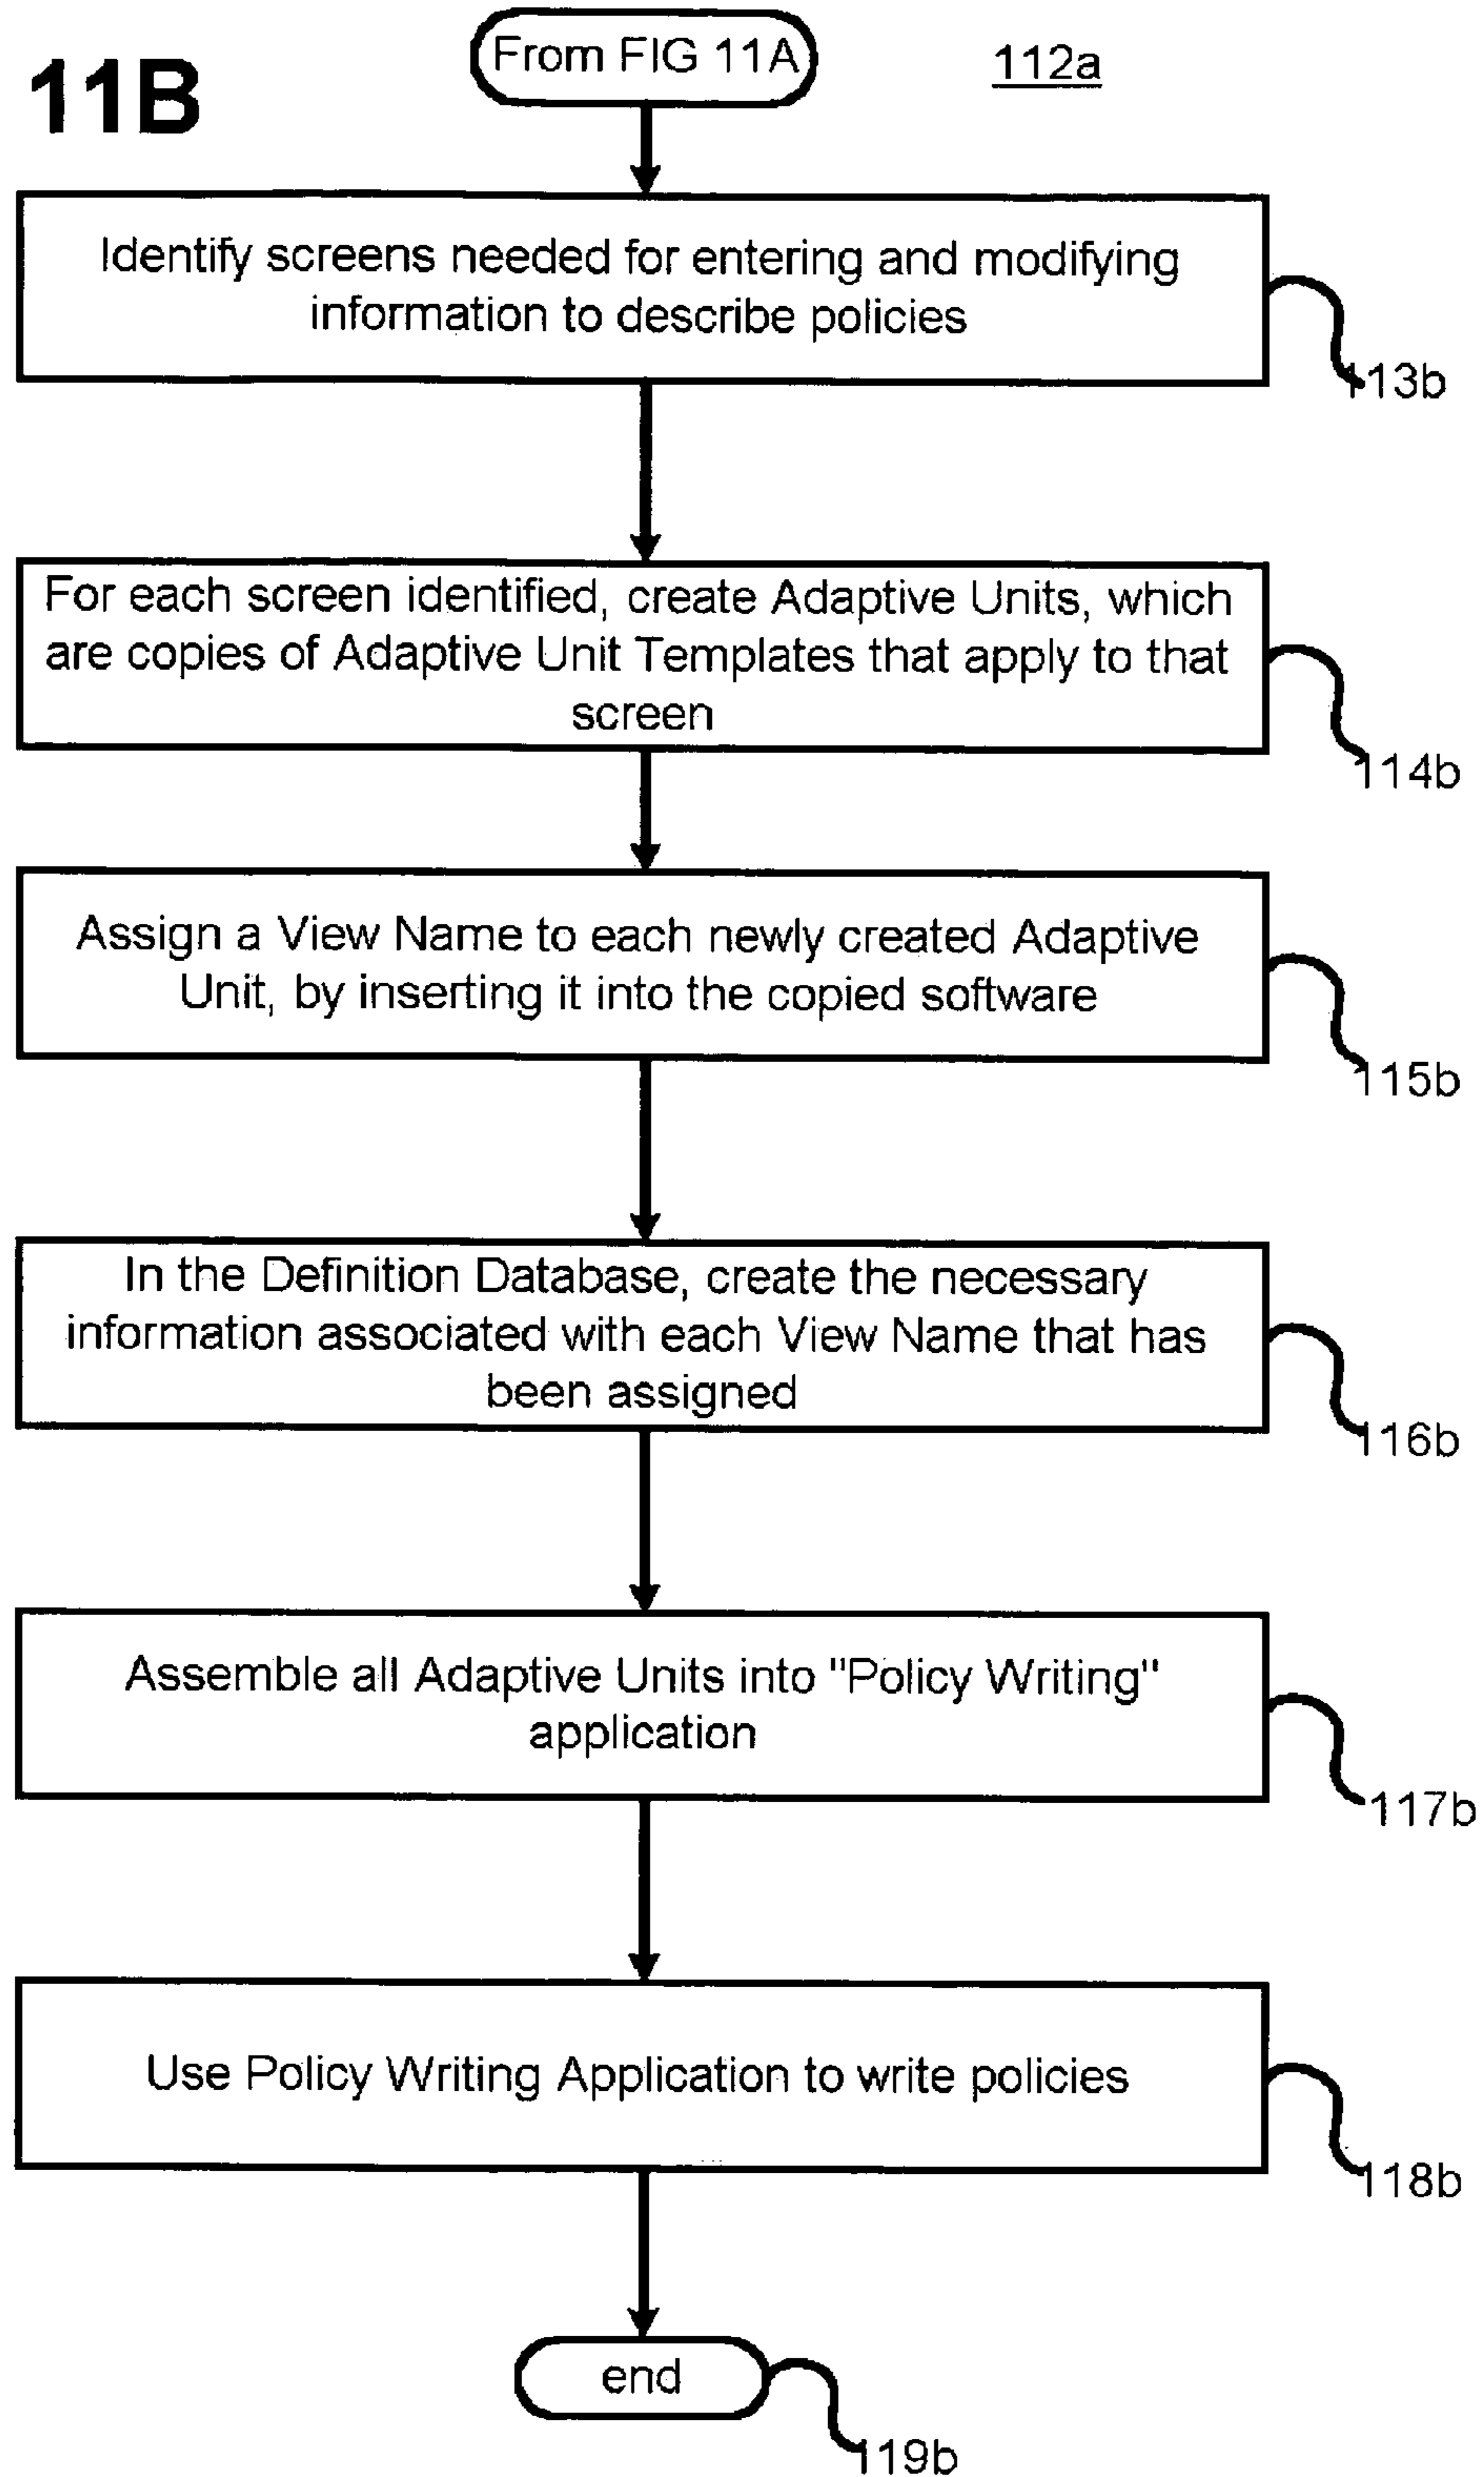 11B
From FIG 11A
112a
Identify screens needed for entering and modifying
information to describe policies
113b
For each screen identified, create Adaptive Units, which
are copies of Adaptive Unit Templates that apply to that
screen
114b
Assign a View Name to each newly created Adaptive
Unit, by inserting it into the copied software
115b
In the Definition Database, create the necessary
information associated with each View Name that has
been assigned
116b
Assemble all Adaptive Units into "Policy Writing"
application
117b
Use Policy Writing Application to write policies
118b
end
119b